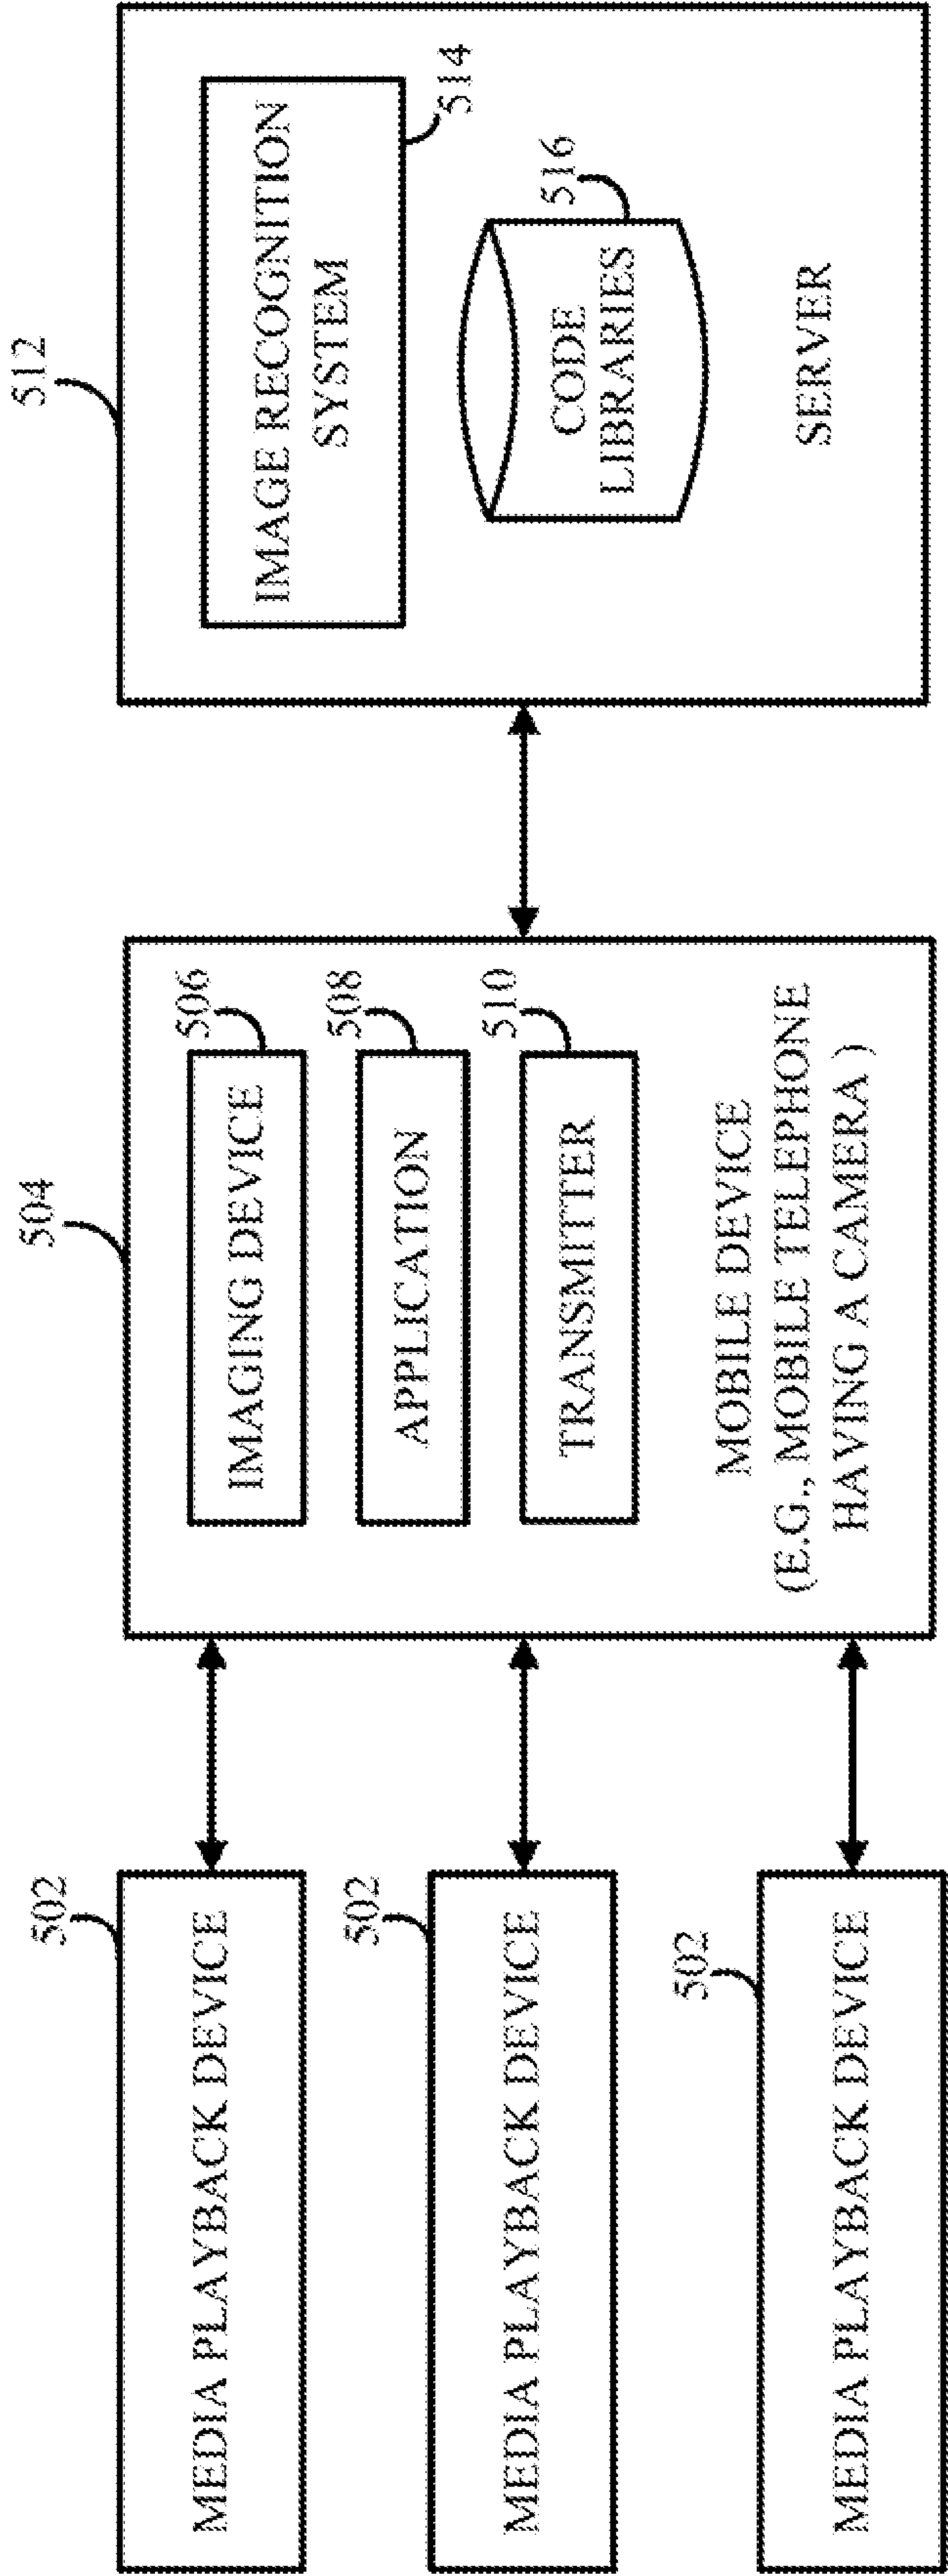 502
MEDIA PLAYBACK DEVICE
502
MEDIA PLAYBACK DEVICE
502
MEDIA PLAYBACK DEVICE
504
506
IMAGING DEVICE
508
APPLICATION
510
TRANSMITTER
MOBILE DEVICE
(E.G., MOBILE TELEPHONE
HAVING A CAMERA )
512
IMAGE RECOGNITION
SYSTEM
514
516
CODE
LIBRARIES
SERVER